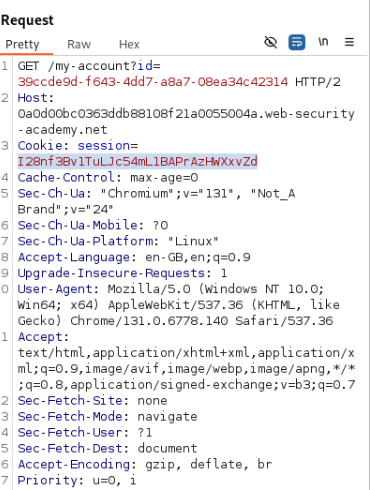 Request
Pretty Raw Hex \n
1 GET /my-account?id=
39ccde9d-f643-4dd7-a8a7-08ea34c42314 HTTP/2
2 Host:
0a0d00bc0363ddb88108f21a0055004a.web-security
-academy.net
3 Cookie: session=
I28nf3Bv1TuLJc54mL1BAPrAzHWXxvZd
4 Cache-Control: max-age=0
5 Sec-Ch-Ua: "Chromium";v="131", "Not_A
Brand";v="24"
6 Sec-Ch-Ua-Mobile: ?0
7 Sec-Ch-Ua-Platform: "Linux"
8 Accept-Language: en-GB,en;q=0.9
9 Upgrade-Insecure-Requests: 1
0 User-Agent: Mozilla/5.0 (Windows NT 10.0;
Win64; x64) AppleWebKit/537.36 (KHTML, like
Gecko) Chrome/131.0.6778.140 Safari/537.36
1 Accept:
text/html,application/xhtml+xml,application/x
ml;q=0.9,image/avif,image/webp,image/apng,*/*
;q=0.8,application/signed-exchange;v=b3;q=0.7
2 Sec-Fetch-Site: none
3 Sec-Fetch-Mode: navigate
4 Sec-Fetch-User: ?1
5 Sec-Fetch-Dest: document
6 Accept-Encoding: gzip, deflate, br
7 Priority: u=0, i